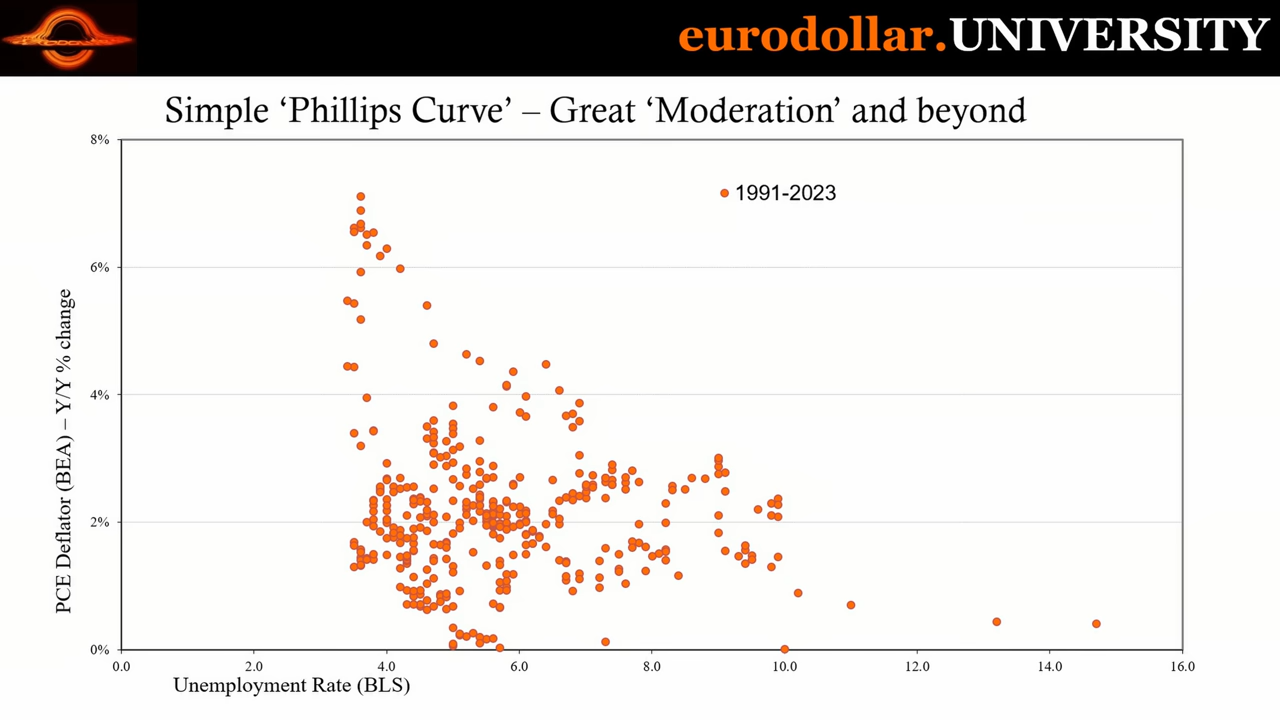 eurodollar.UNIVERSITY
Simple ‘Phillips Curve’ – Great ‘Moderation’ and beyond
8%
1991-2023
6%
4%
2%
0%
PCE Deflator (BEA) – Y/Y % change
0.0 2.0 4.0 6.0 8.0 10.0 12.0 14.0 16.0
Unemployment Rate (BLS)